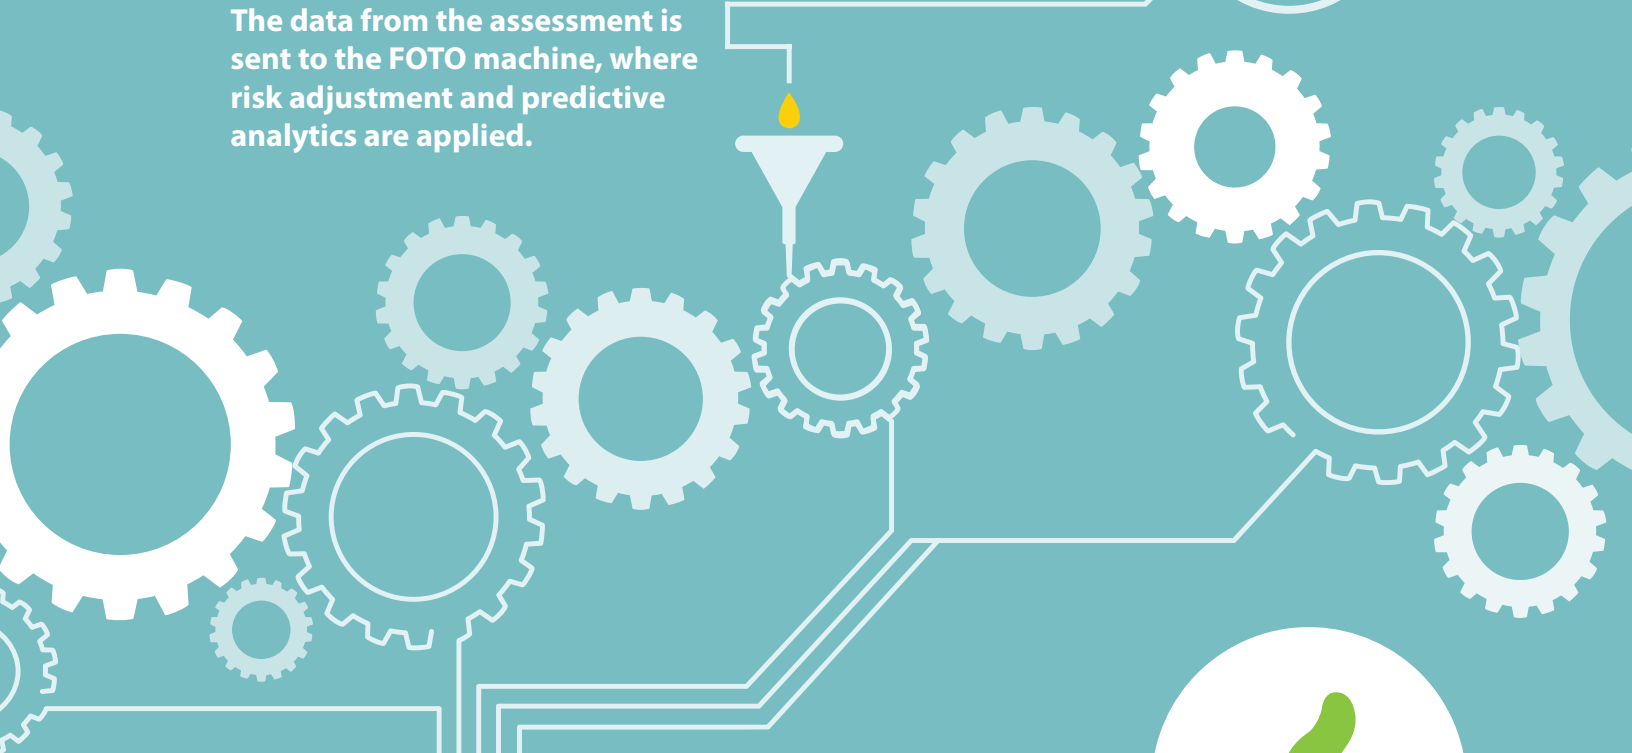 The data from the assessment is
sent to the FOTO machine, where
risk adjustment and predictive
analytics are applied.